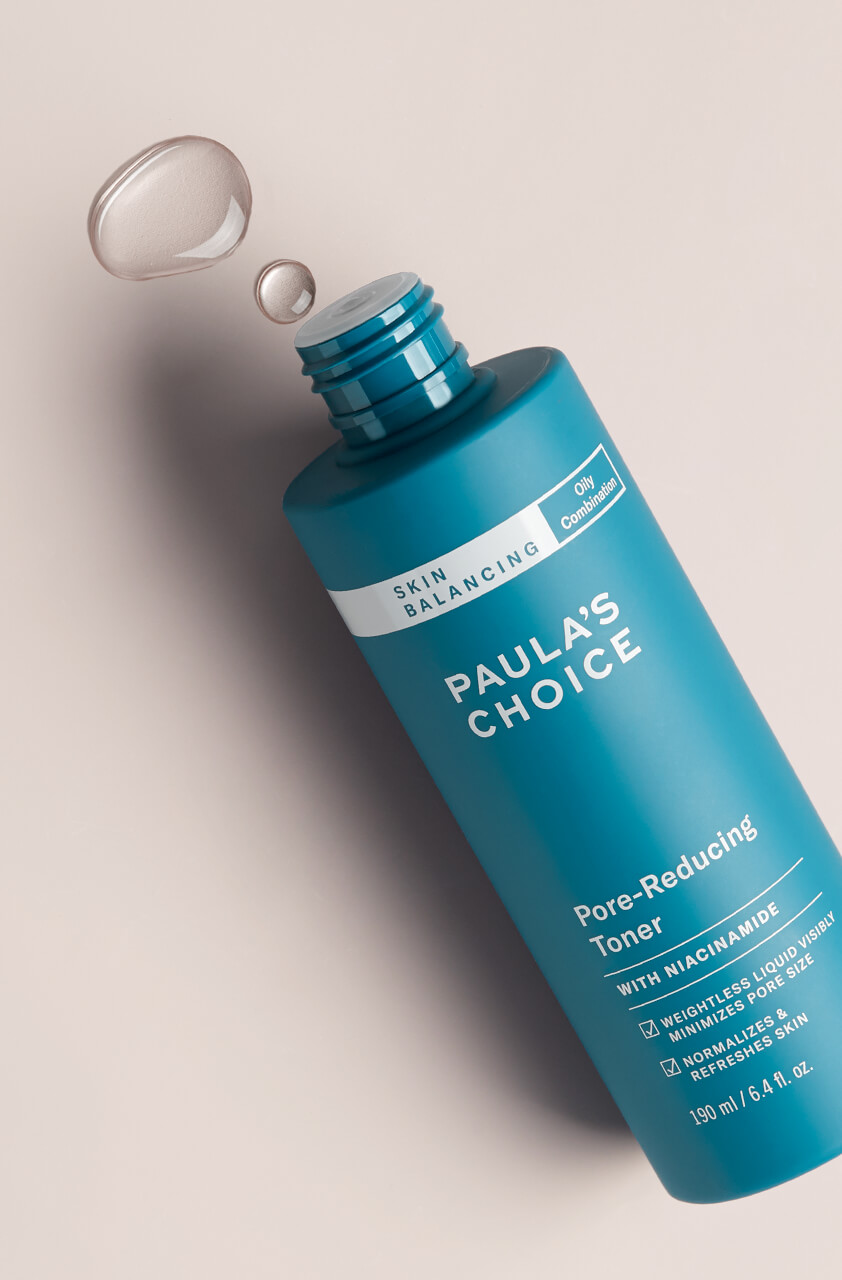 Oily
Combination
SKIN
BALANCING
PAULA'S
CHOICE
Pore-Reducing
Toner
WITH NIACINAMIDE
WEIGHTLESS LIQUID VISIBLY
MINIMIZES PORE SIZE
NORMALIZES &
REFRESHES SKIN
190 ml / 6.4 fl. oz.